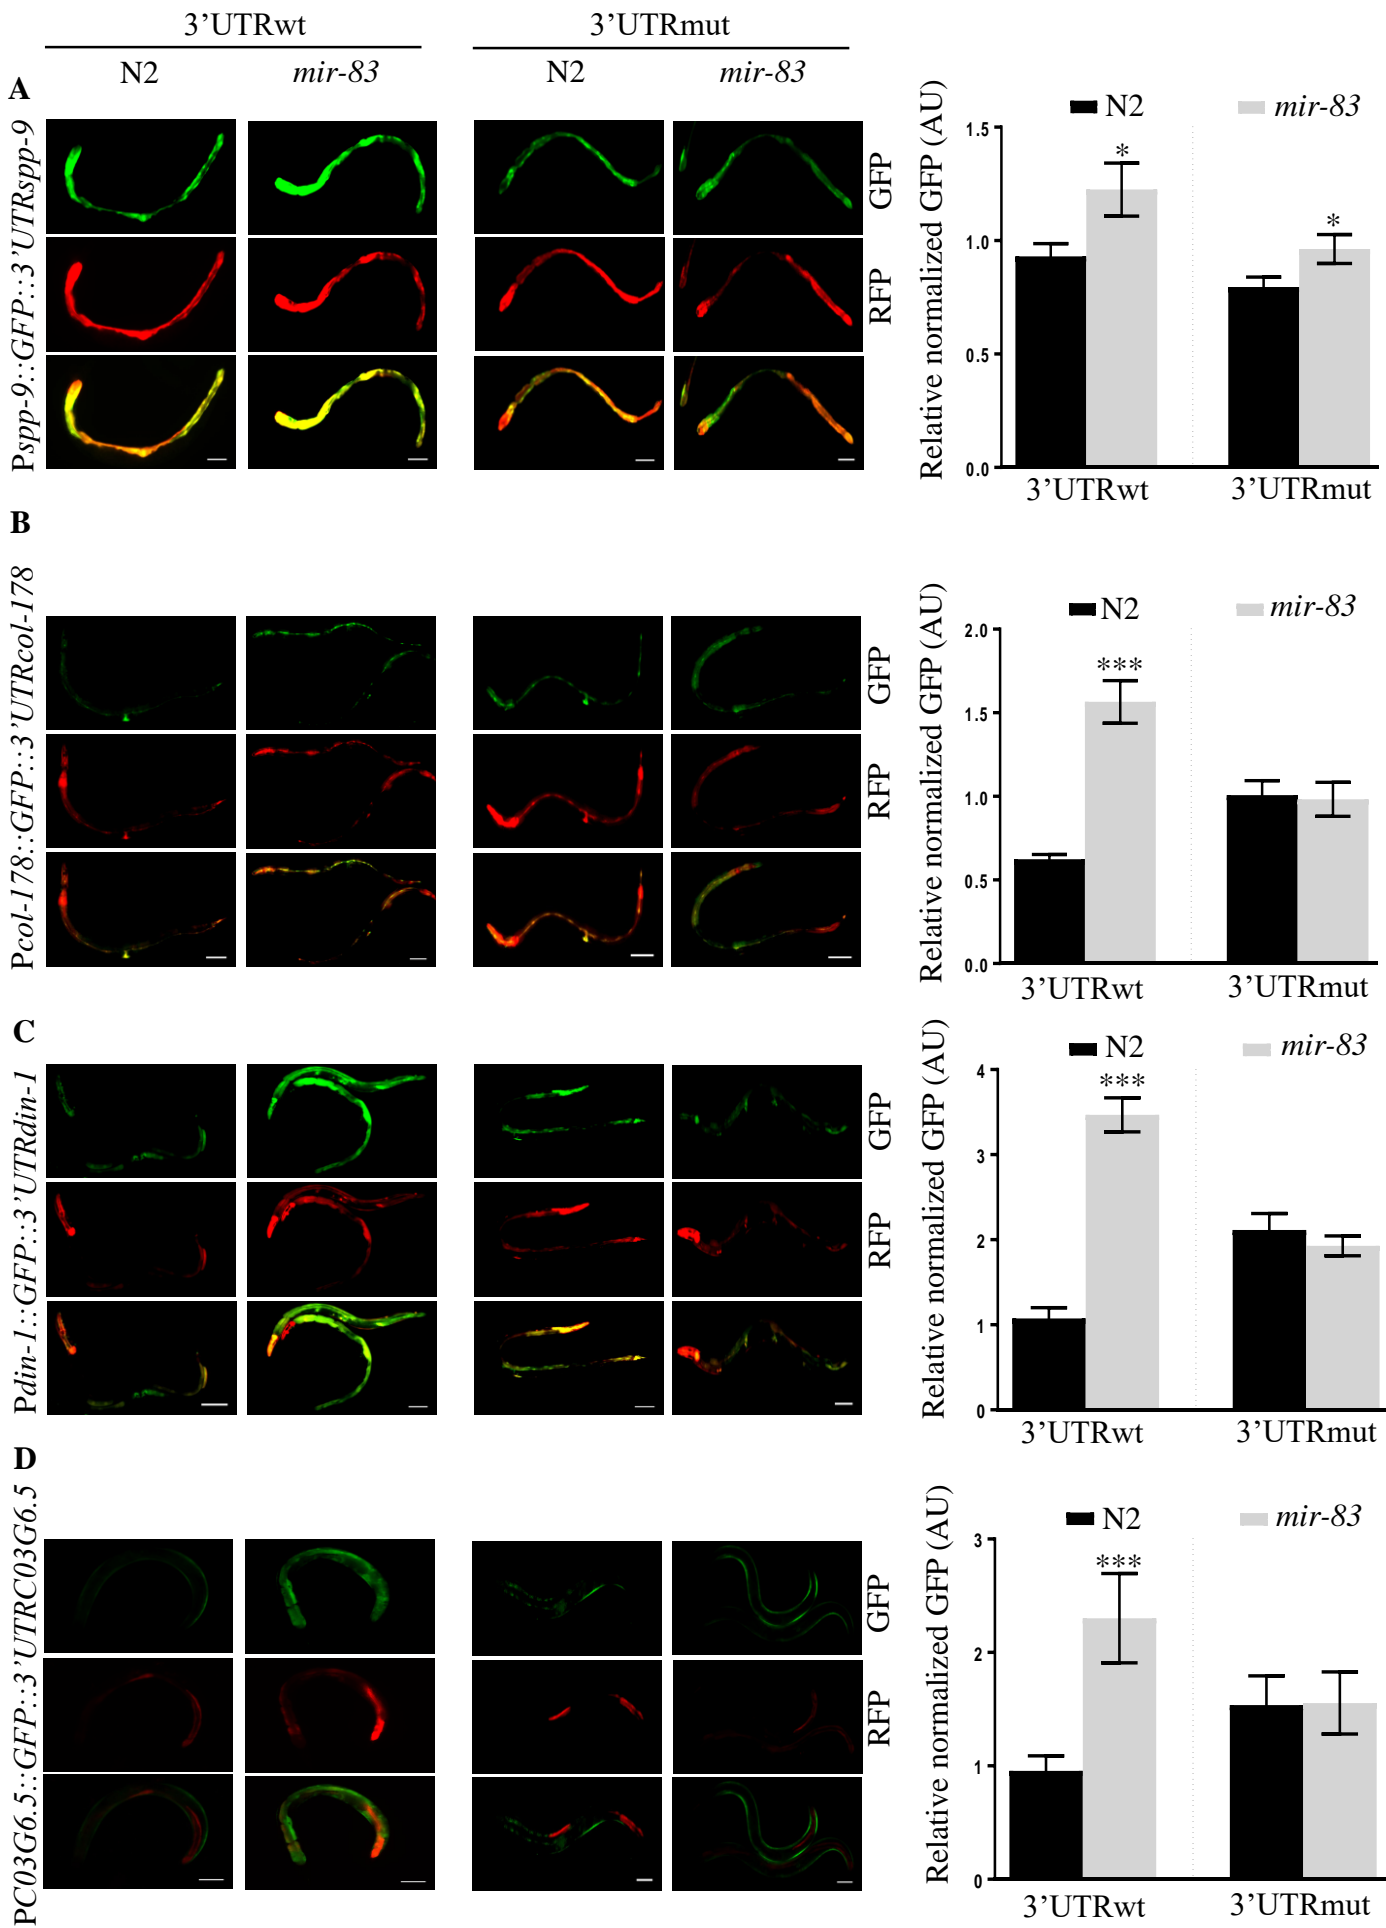 3’UTRwt 3’UTRmut
N2 mir-83 N2 mir-83
A
Pspp-9::GFP::3’UTRspp-9
GFP
RFP
Relative normalized GFP (AU)
N2 mir-83
1.5
1.0
0.5
0.0
* *
3’UTRwt 3’UTRmut
B
Pcol-178::GFP::3’UTRcol-178
GFP
RFP
Relative normalized GFP (AU)
N2 mir-83
2.0
1.5
1.0
0.5
0.0
***
3’UTRwt 3’UTRmut
C
Pdin-1::GFP::3’UTRdin-1
GFP
RFP
Relative normalized GFP (AU)
N2 mir-83
4
3
2
1
0
***
3’UTRwt 3’UTRmut
D
PC03G6.5::GFP::3’UTRC03G6.5
GFP
RFP
Relative normalized GFP (AU)
N2 mir-83
3
2
1
0
***
3’UTRwt 3’UTRmut